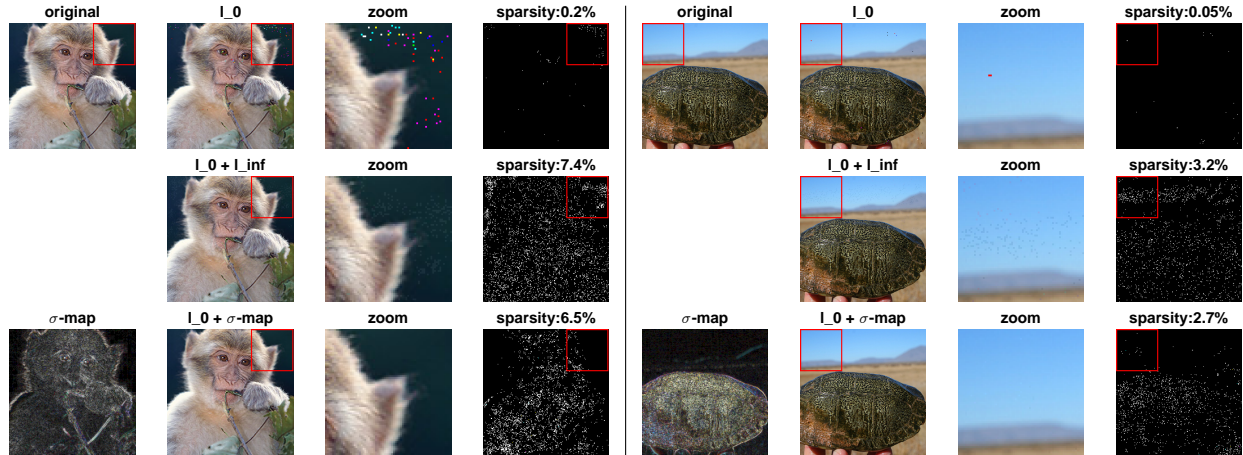 original l_0 zoom sparsity:0.2% original l_0 zoom sparsity:0.05%
l_0 + l_inf zoom sparsity:7.4% l_0 + l_inf zoom sparsity:3.2%
σ-map l_0 + σ-map zoom sparsity:6.5% σ-map l_0 + σ-map zoom sparsity:2.7%